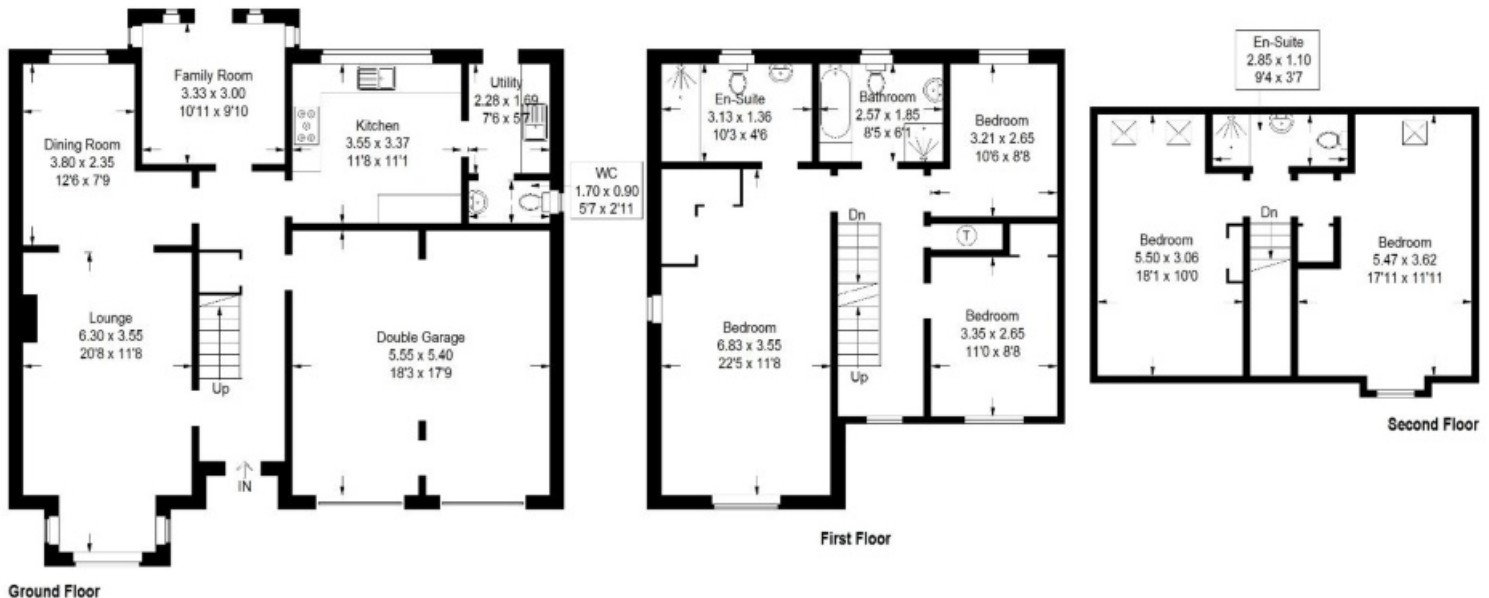 Family Room
3.33 x 3.00
10'11 x 9'10
Dining Room
3.80 x 2.35
12'6 x 7'9
Kitchen
3.55 x 3.37
11'8 x 11'1
Utility
2.28 x 1.69
7'6 x 5'7
WC
1.70 x 0.90
5'7 x 2'11
Lounge
6.30 x 3.55
20'8 x 11'8
Up
Double Garage
5.55 x 5.40
18'3 x 17'9
IN
Ground Floor
En-Suite
3.13 x 1.36
10'3 x 4'6
Bathroom
2.57 x 1.85
8'5 x 6'1
Bedroom
3.21 x 2.65
10'6 x 8'8
Dn
T
Bedroom
6.83 x 3.55
22'5 x 11'8
Up
Bedroom
3.35 x 2.65
11'0 x 8'8
First Floor
En-Suite
2.85 x 1.10
9'4 x 3'7
Dn
Bedroom
5.50 x 3.06
18'1 x 10'0
Bedroom
5.47 x 3.62
17'11 x 11'11
Second Floor